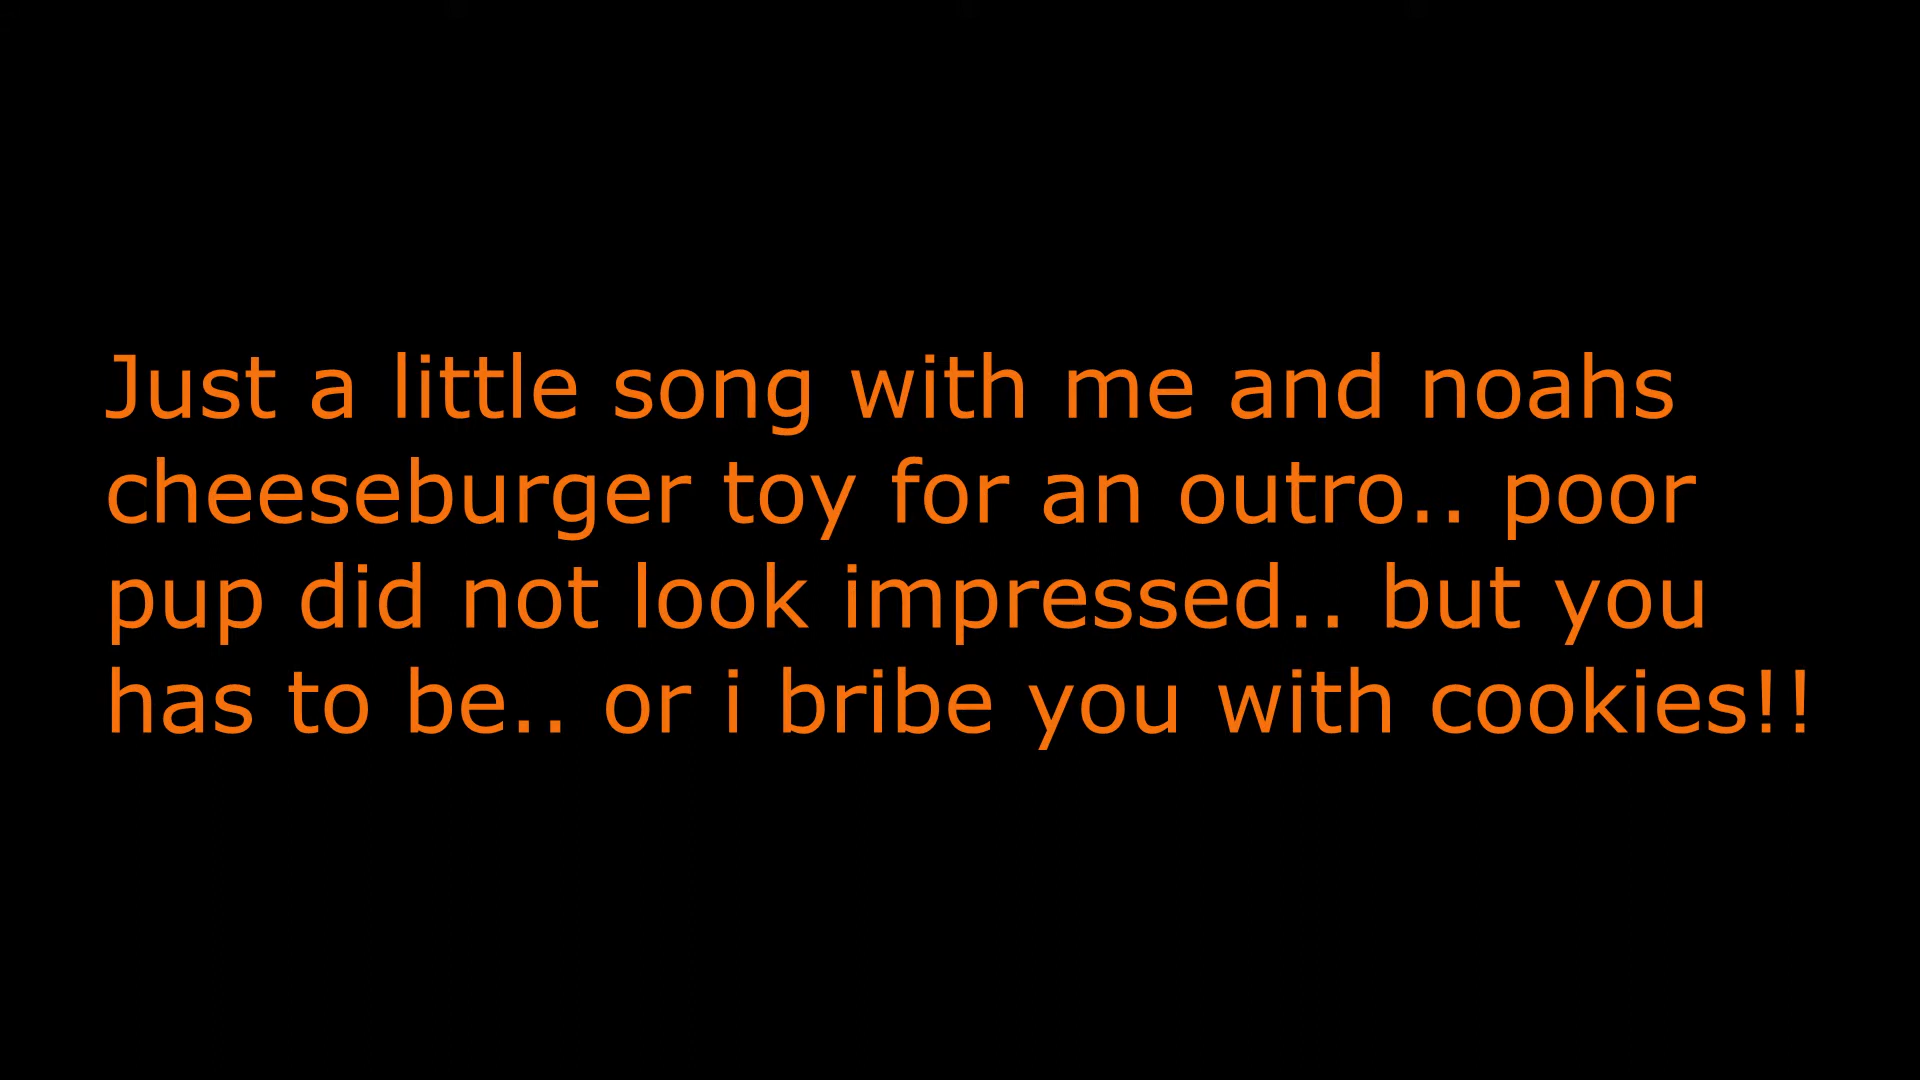 Just a little song with me and noahs
cheeseburger toy for an outro.. poor
pup did not look impressed.. but you
has to be.. or i bribe you with cookies!!